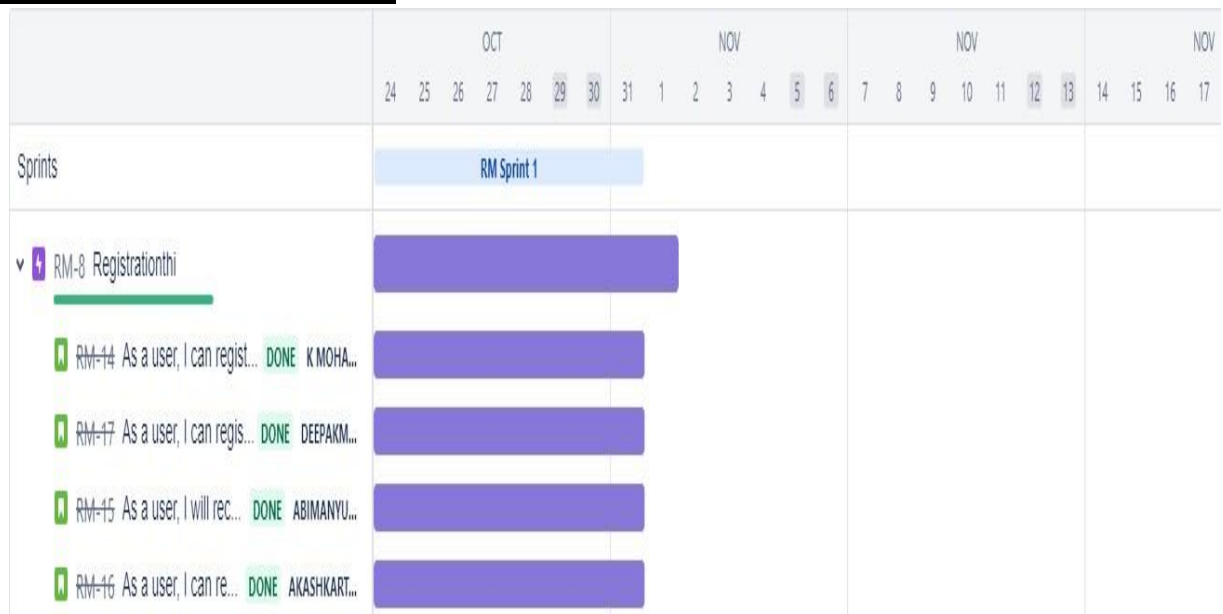 OCT NOV NOV NOV
24 25 26 27 28 29 30 31 1 2 3 4 5 6 7 8 9 10 11 12 13 14 15 16 17
Sprints RM Sprint 1
RM-8 Registrationthi
RM-14 As a user, I can regist... DONE K MOHA...
RM-17 As a user, I can regis... DONE DEEPAKM...
RM-15 As a user, I will rec... DONE ABIMANYU...
RM-16 As a user, I can re... DONE AKASHKART...